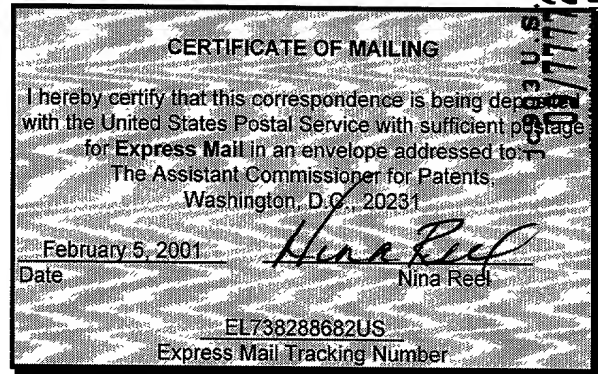 CERTIFICATE OF MAILING
I hereby certify that this correspondence is being
with the United States Postal Service with sufficient postage
for Express Mail in an envelope addressed to:
The Assistant Commissioner for Patents,
Washington, D.C., 20231
February 5, 2001 Nina Reel
Date Nina Reel
EL738288682US
Express Mail Tracking Number